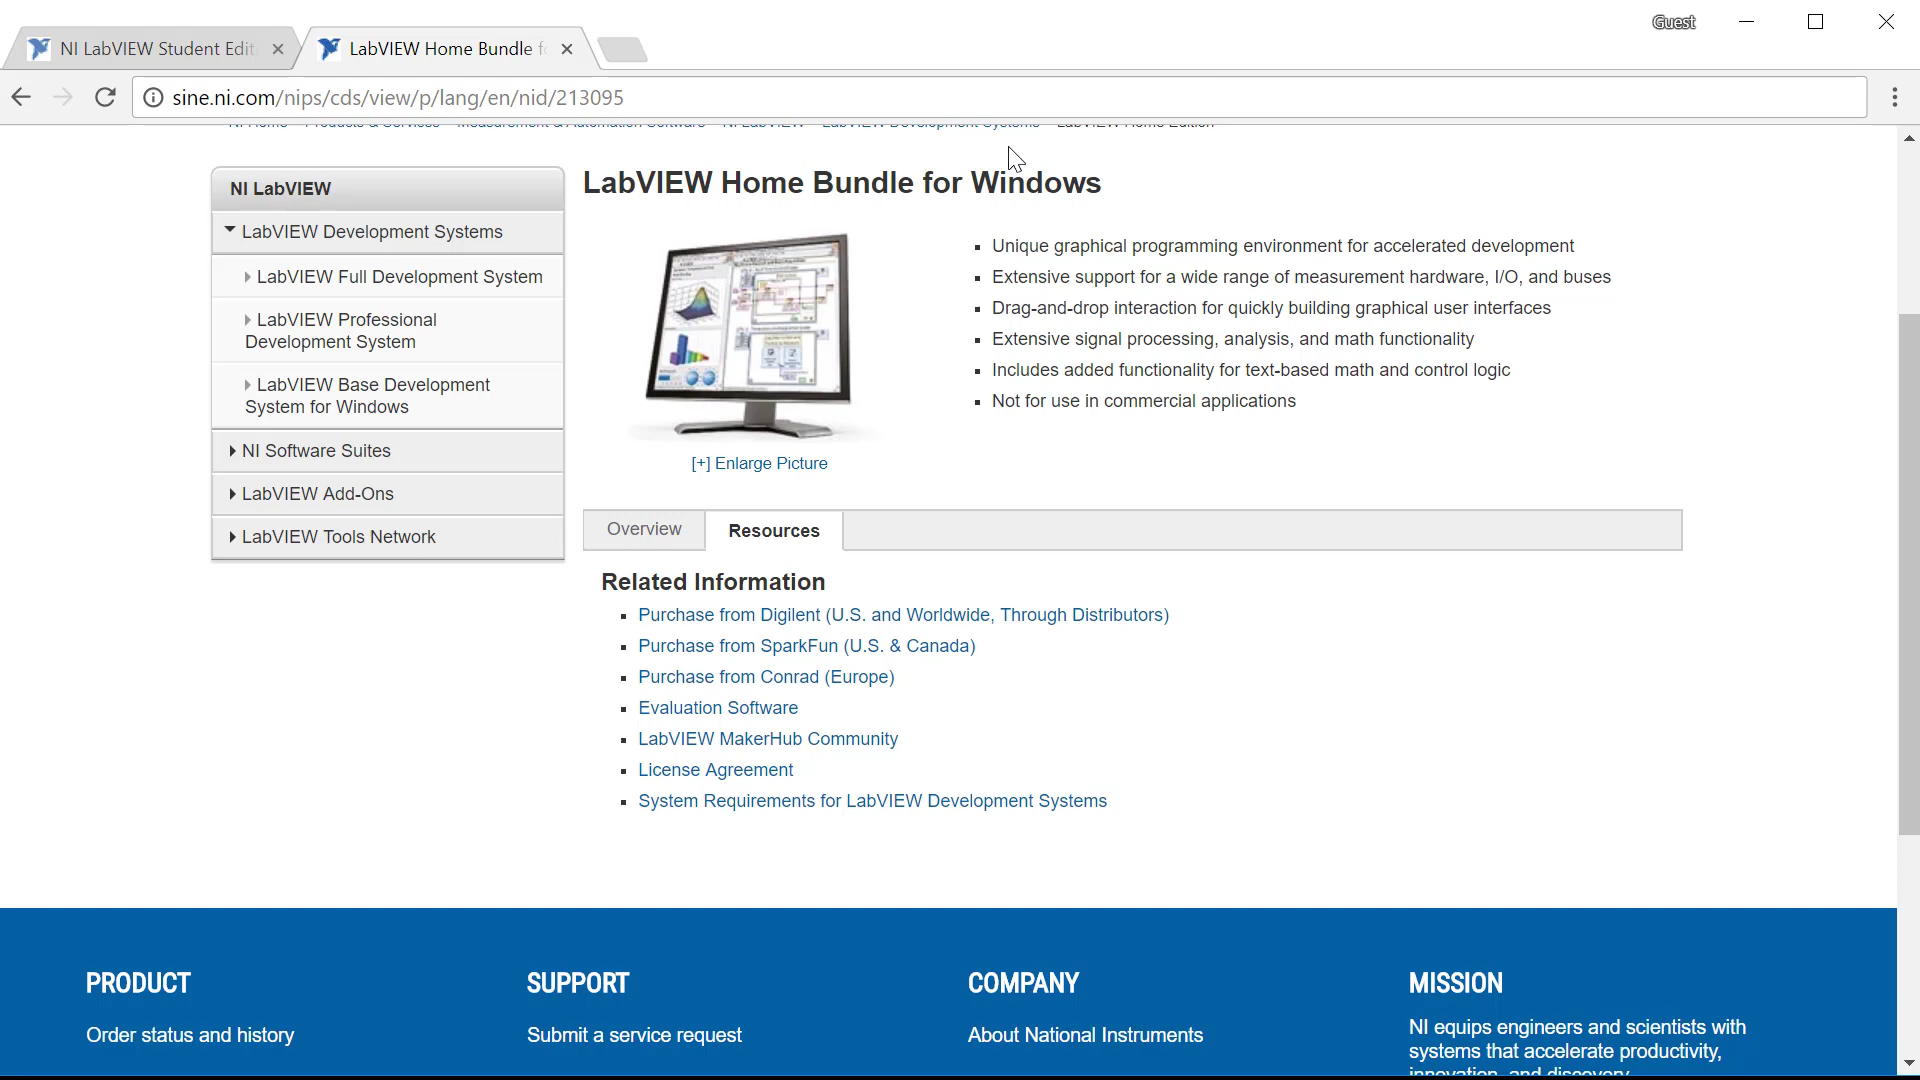 Guest
NI LabVIEW Student Edit
LabVIEW Home Bundle fo
sine.ni.com/nips/cds/view/p/lang/en/nid/213095
NI Home Products & Services Measurement & Automation Software NI LabVIEW LabVIEW Development Systems LabVIEW Home Edition
NI LabVIEW
LabVIEW Development Systems
LabVIEW Full Development System
LabVIEW Professional
Development System
LabVIEW Base Development
System for Windows
NI Software Suites
LabVIEW Add-Ons
LabVIEW Tools Network
LabVIEW Home Bundle for Windows
Unique graphical programming environment for accelerated development
Extensive support for a wide range of measurement hardware, I/O, and buses
Drag-and-drop interaction for quickly building graphical user interfaces
Extensive signal processing, analysis, and math functionality
Includes added functionality for text-based math and control logic
Not for use in commercial applications
[+] Enlarge Picture
Overview
Resources
Related Information
Purchase from Digilent (U.S. and Worldwide, Through Distributors)
Purchase from SparkFun (U.S. & Canada)
Purchase from Conrad (Europe)
Evaluation Software
LabVIEW MakerHub Community
License Agreement
System Requirements for LabVIEW Development Systems
PRODUCT
Order status and history
SUPPORT
Submit a service request
COMPANY
About National Instruments
MISSION
NI equips engineers and scientists with
systems that accelerate productivity,
innovation, and discovery.